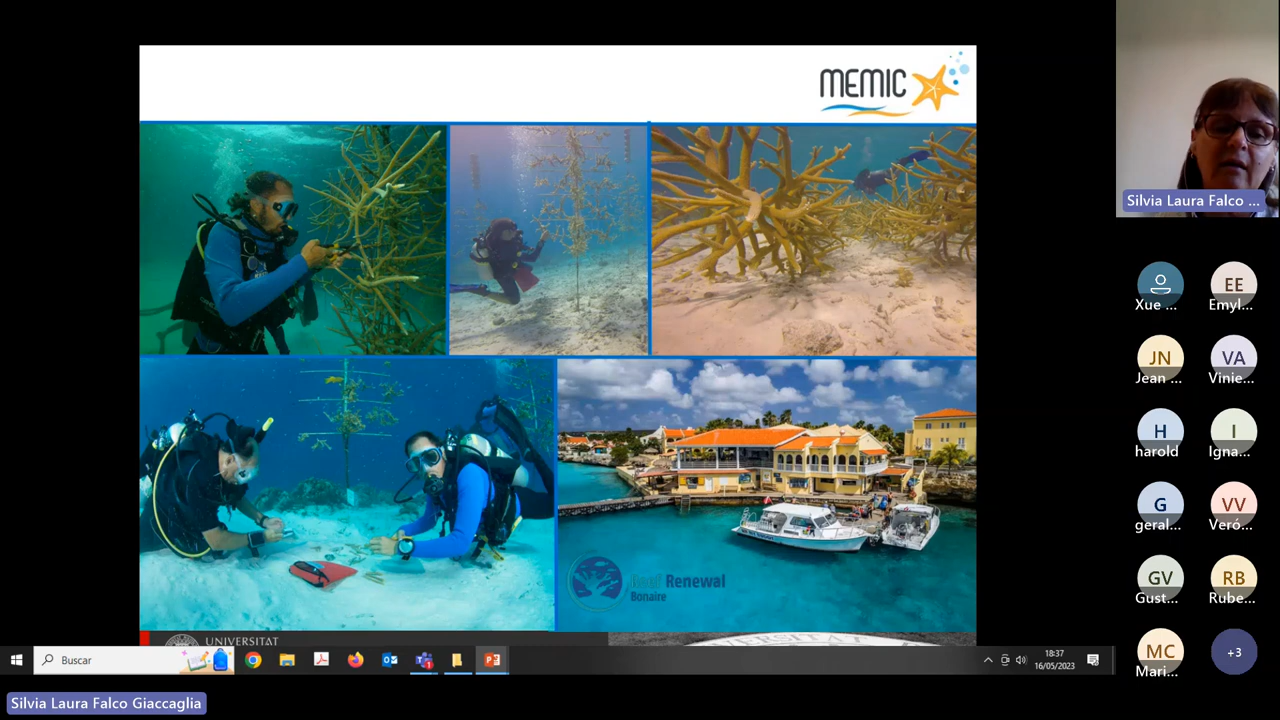 MEMIC
Silvia Laura Falco ...
Xue ...
EE
Emyl...
JN
Jean ...
VA
Vinie...
H
harold
I
Igna...
G
geral...
VV
Veró...
GV
Gust...
RB
Rube...
MC
Mari...
+3
Reef Renewal
Bonaire
UNIVERSITAT
Buscar
18:37
16/05/2023
Silvia Laura Falco Giaccaglia